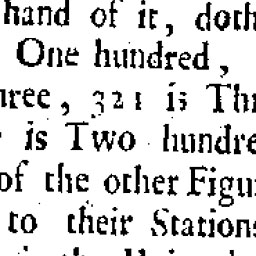 hand of it, doth
One hundred,
hree, 321 is Thr
is Two hundre
of the other Figu
to their Stations